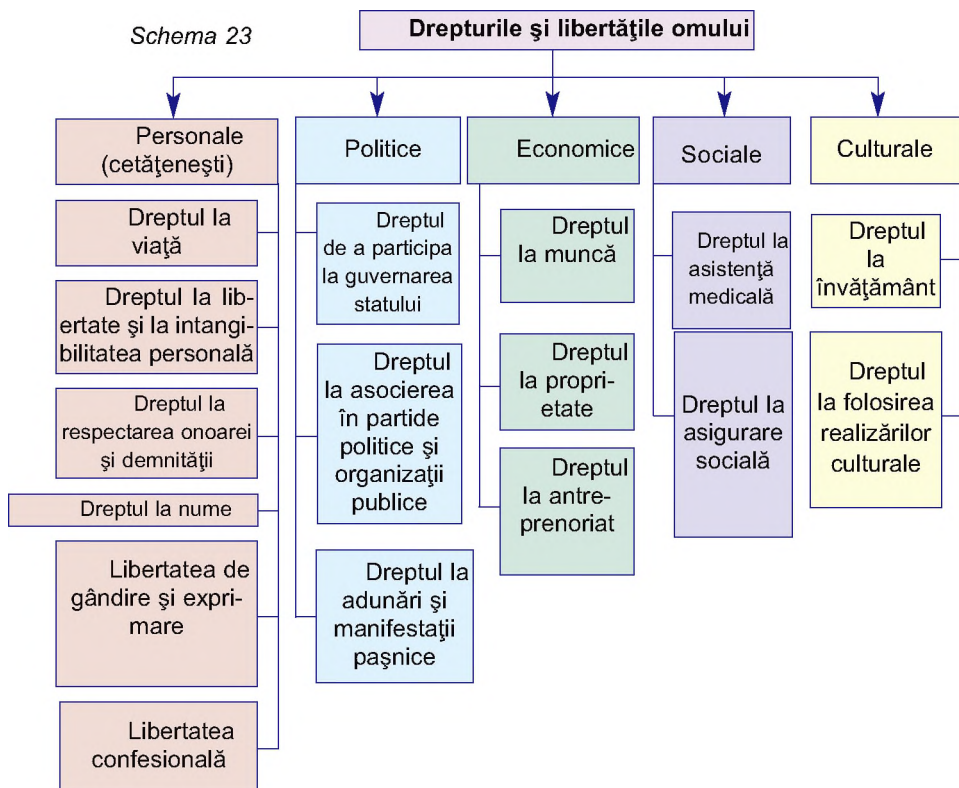 Schema 23
Drepturile şi libertăţile omului
Personale
(cetăţeneşti)
Dreptul la
viaţă
Dreptul la lib-
ertate şi la intangi-
bilitatea personală
Dreptul la
respectarea onoarei
şi demnităţii
Dreptul la nume
Libertatea de
gândire şi exprimare
mare
Libertatea
confesională
Politice
Dreptul
de a participa
la guvernarea
statului
Dreptul
la asocierea
în partide
politice şi
organizaţii
publice
Dreptul la
adunări şi
manifestaţii
paşnice
Economice
Dreptul
la muncă
Dreptul
la propri-
etate
Dreptul
la antre-
prenoriat
Sociale
Dreptul la
asistenţă
medicală
Dreptul la
asigurare
socială
Culturale
Dreptul
la
învăţământ
Dreptul
la folosirea
realizărilor
culturale